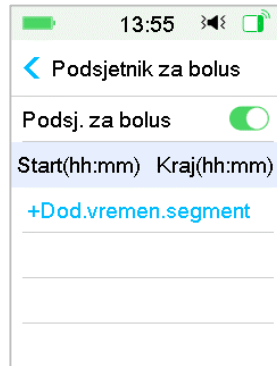 13:55
Podsjetnik za bolus
Podsj. za bolus
Start(hh:mm) Kraj(hh:mm)
+Dod.vremen.segment